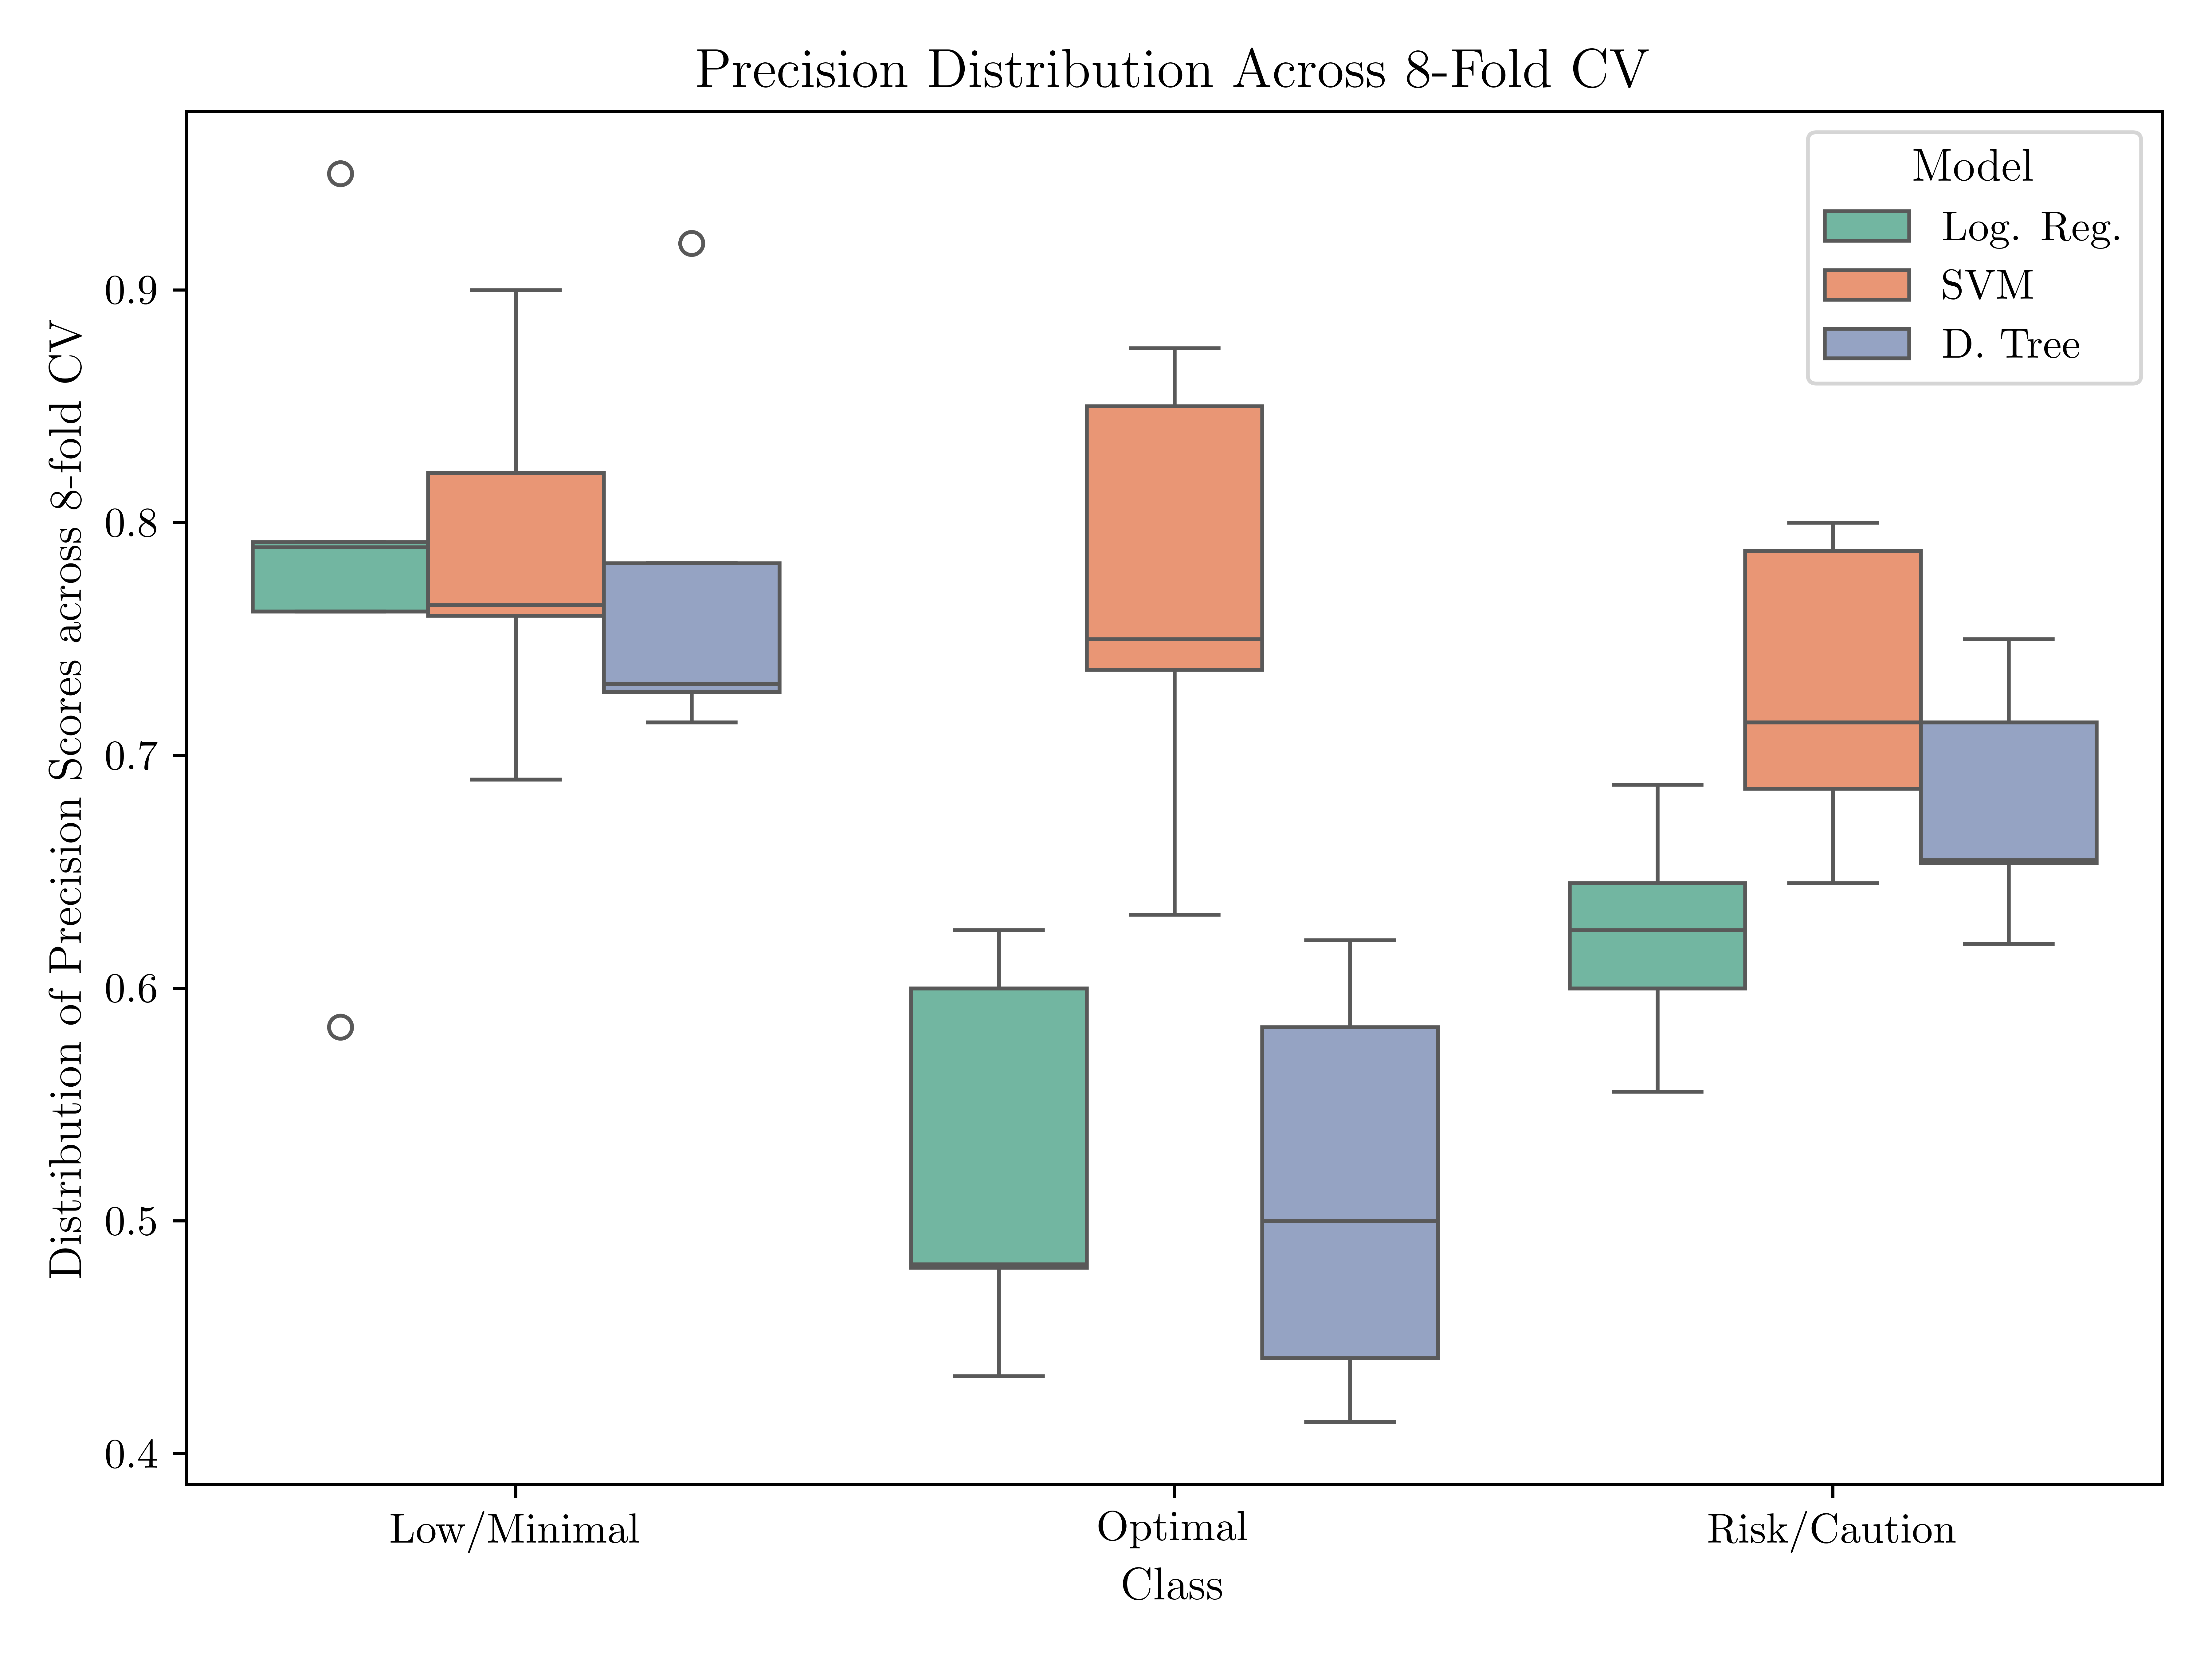 Precision Distribution Across 8-Fold CV
Distribution of Precision Scores across 8-fold CV
0.9
0.8
0.7
0.6
0.5
0.4
Model
Log. Reg.
SVM
D. Tree
Low/Minimal
Optimal
Risk/Caution
Class